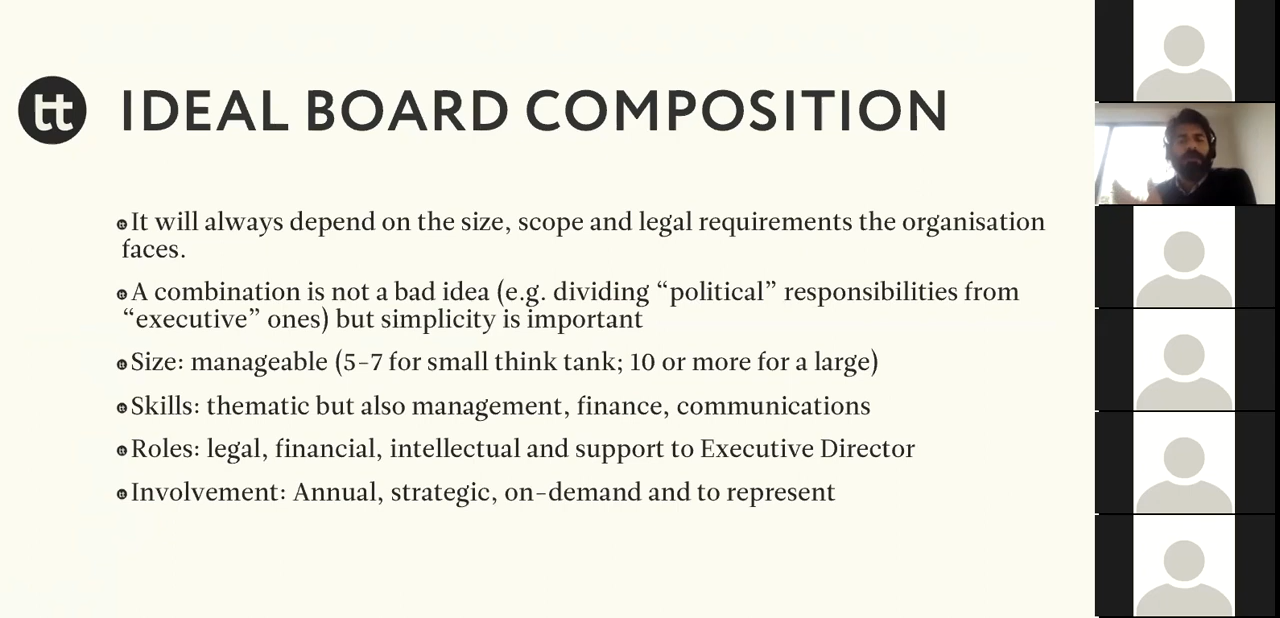 tt
IDEAL BOARD COMPOSITION
It will always depend on the size, scope and legal requirements the organisation
faces.
A combination is not a bad idea (e.g. dividing “political” responsibilities from
“executive” ones) but simplicity is important
Size: manageable (5-7 for small think tank; 10 or more for a large)
Skills: thematic but also management, finance, communications
Roles: legal, financial, intellectual and support to Executive Director
Involvement: Annual, strategic, on-demand and to represent